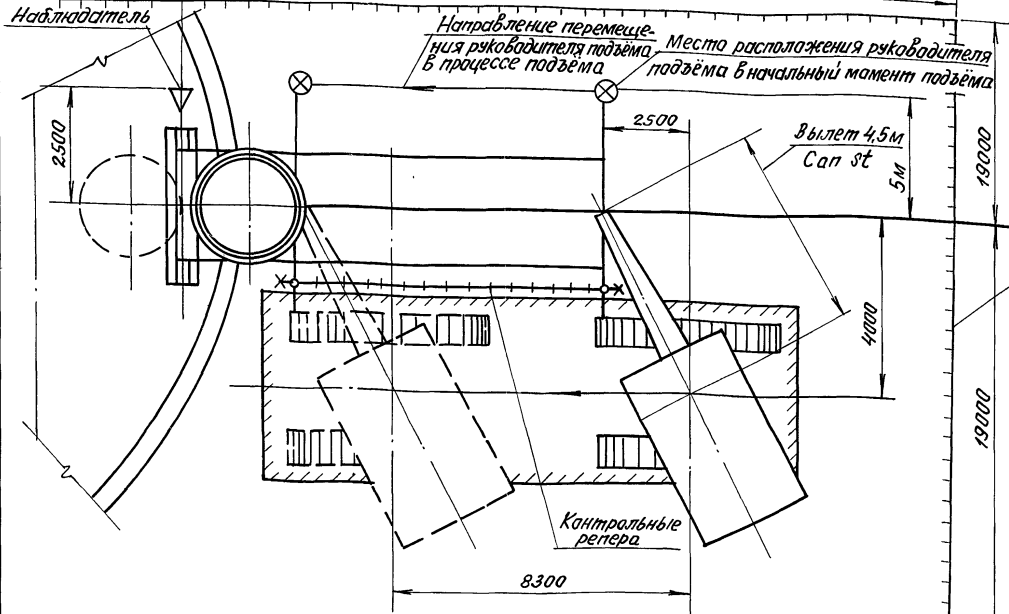 Наблюдатель
Направление перемеще-
ния руководителя подъёма
в процессе подъёма
Место расположения руководителя
подъёма в начальный момент подъёма
2500
2500
Вылет 4,5м
Сап st
5м
19000
4000
19000
Контрольные
репера
8300